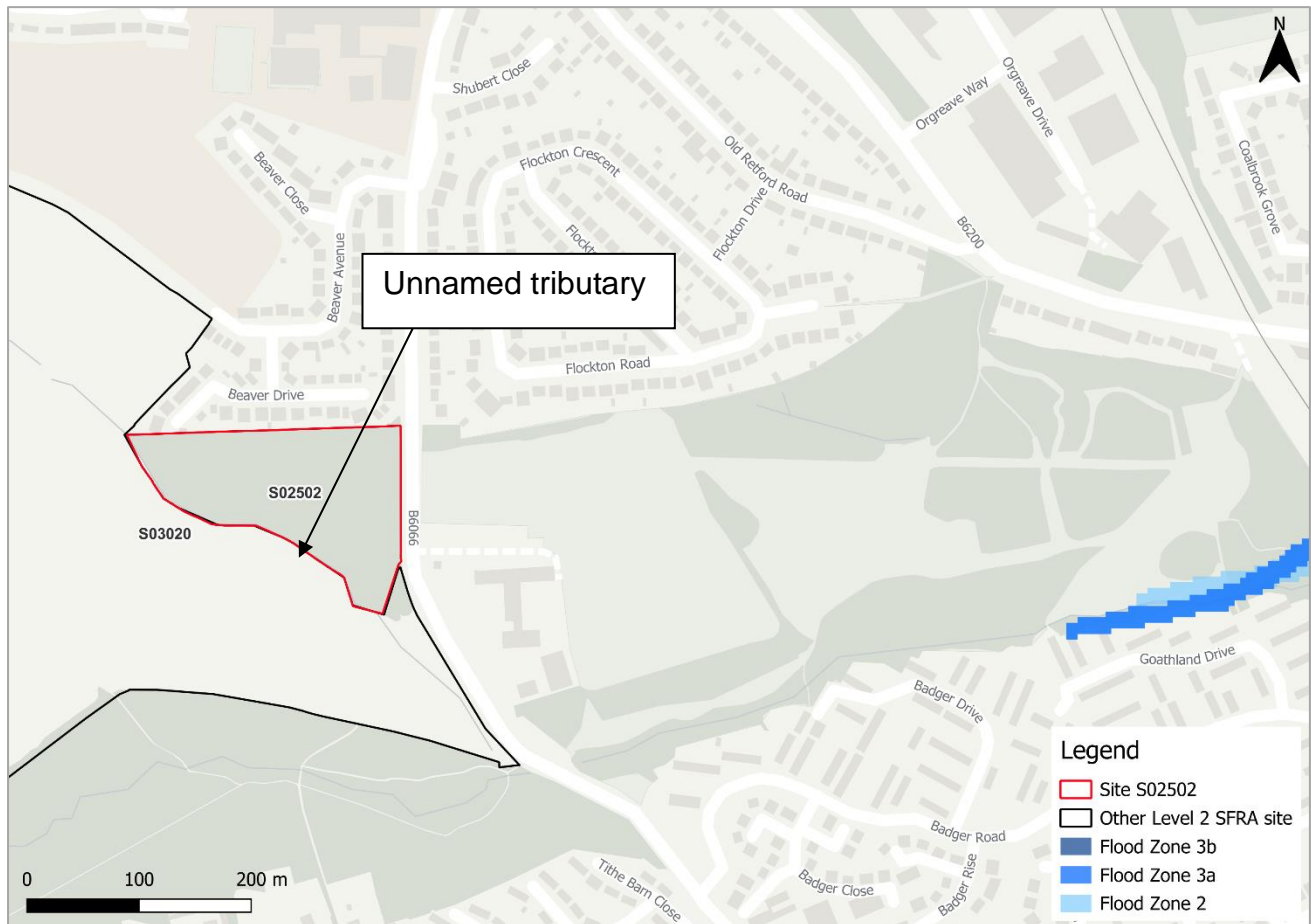 N
Shubert Close
Orgreave Way
Orgreave Drive
Coalbrook Grove
Beaver Close
Flockton Crescent
Old Retford Road
Flockton Drive
B6200
Beaver Avenue
Unnamed tributary
Flockton Road
Beaver Drive
S02502
S03020
B6066
Goathland Drive
Badger Drive
Badger Road
Badger Rise
Badger Close
Tithe Barn Close
Legend
Site S02502
Other Level 2 SFRA site
Flood Zone 3b
Flood Zone 3a
Flood Zone 2
0 100 200 m